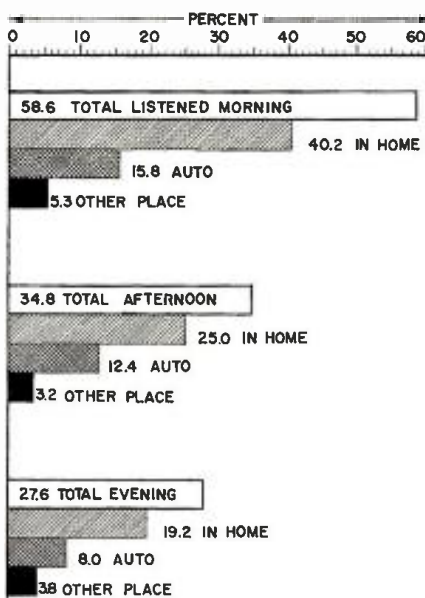 PERCENT
0 10 20 30 40 50 60
58.6 TOTAL LISTENED MORNING
40.2 IN HOME
15.8 AUTO
5.3 OTHER PLACE
34.8 TOTAL AFTERNOON
25.0 IN HOME
12.4 AUTO
3.2 OTHER PLACE
27.6 TOTAL EVENING
19.2 IN HOME
8.0 AUTO
3.8 OTHER PLACE